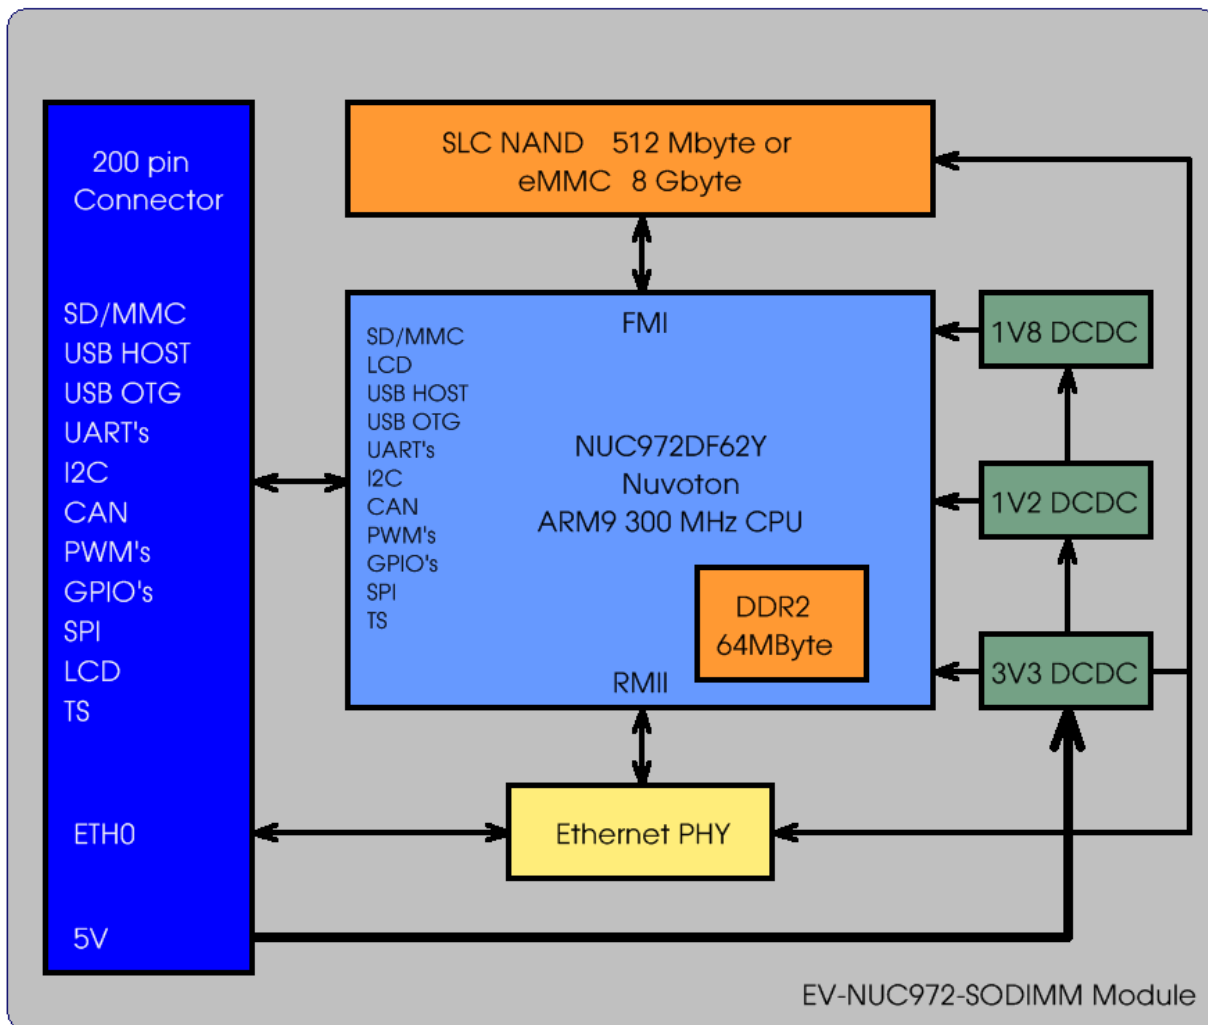 200 pin
Connector
SD/MMC
USB HOST
USB OTG
UART's
I2C
CAN
PWM's
GPIO's
SPI
LCD
TS
ETH0
5V
SLC NAND 512 Mbyte or
eMMC 8 Gbyte
FMI
SD/MMC
LCD
USB HOST
USB OTG
UART's
I2C
CAN
PWM's
GPIO's
SPI
TS
NUC972DF62Y
Nuvoton
ARM9 300 MHz CPU
DDR2
64MByte
RMII
1V8 DCDC
1V2 DCDC
3V3 DCDC
Ethernet PHY
EV-NUC972-SODIMM Module